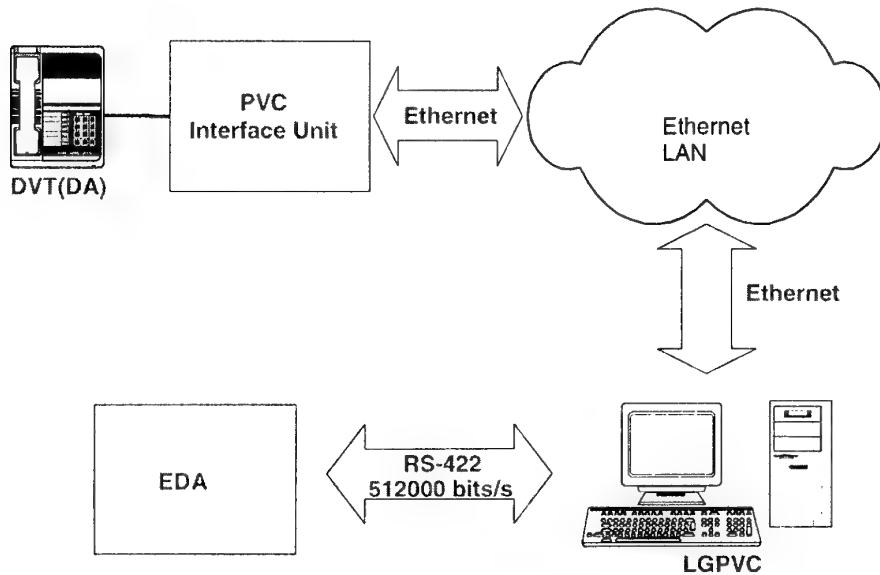 PVC
Interface Unit
Ethernet
Ethernet
LAN
DVT(DA)
Ethernet
EDA
RS-422
512000 bits/s
LGPVC